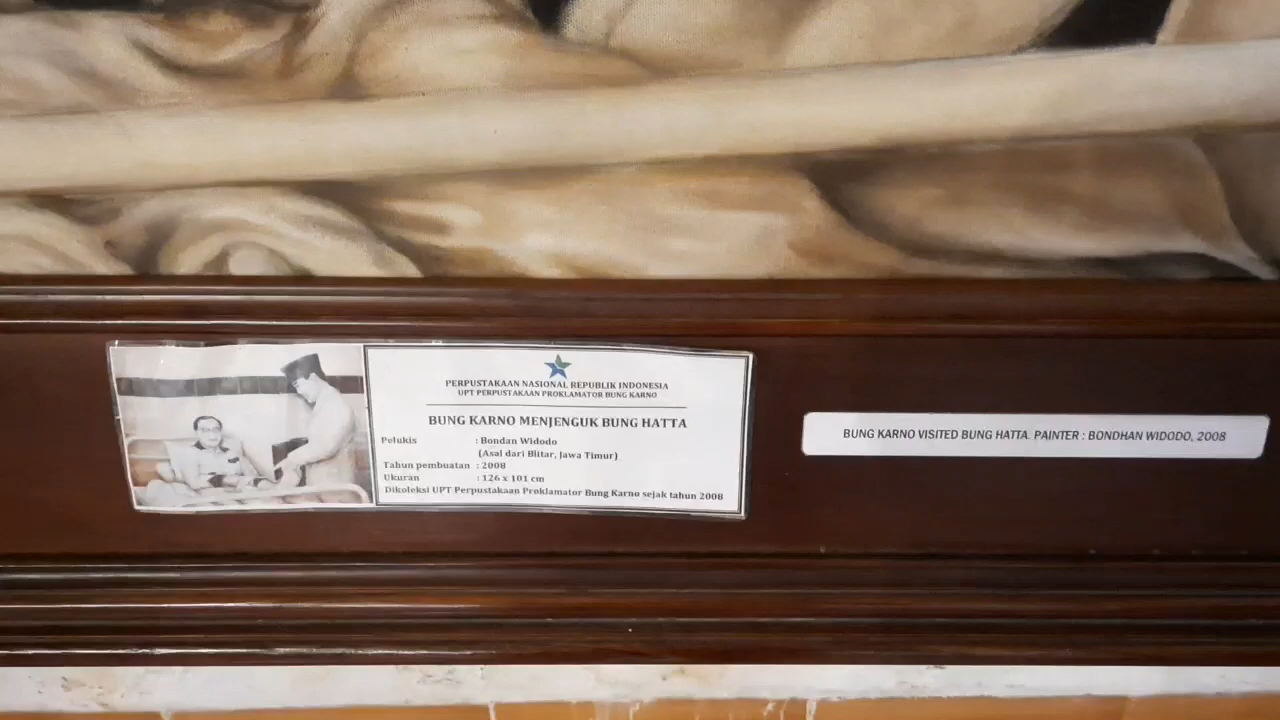 PERPUSTAKAAN NASIONAL REPUBLIK INDONESIA
UPT PERPUSTAKAAN PROKLAMATOR BUNG KARNO
BUNG KARNO MENJENGUK BUNG HATTA
Pelukis : Bondan Widodo
(Asal dari Blitar, Jawa Timur)
Tahun pembuatan : 2008
Ukuran : 126 x 101 cm
Dikoleksi UPT Perpustakaan Proklamator Bung Karno sejak tahun 2008
BUNG KARNO VISITED BUNG HATTA. PAINTER : BONDHAN WIDODO, 2008